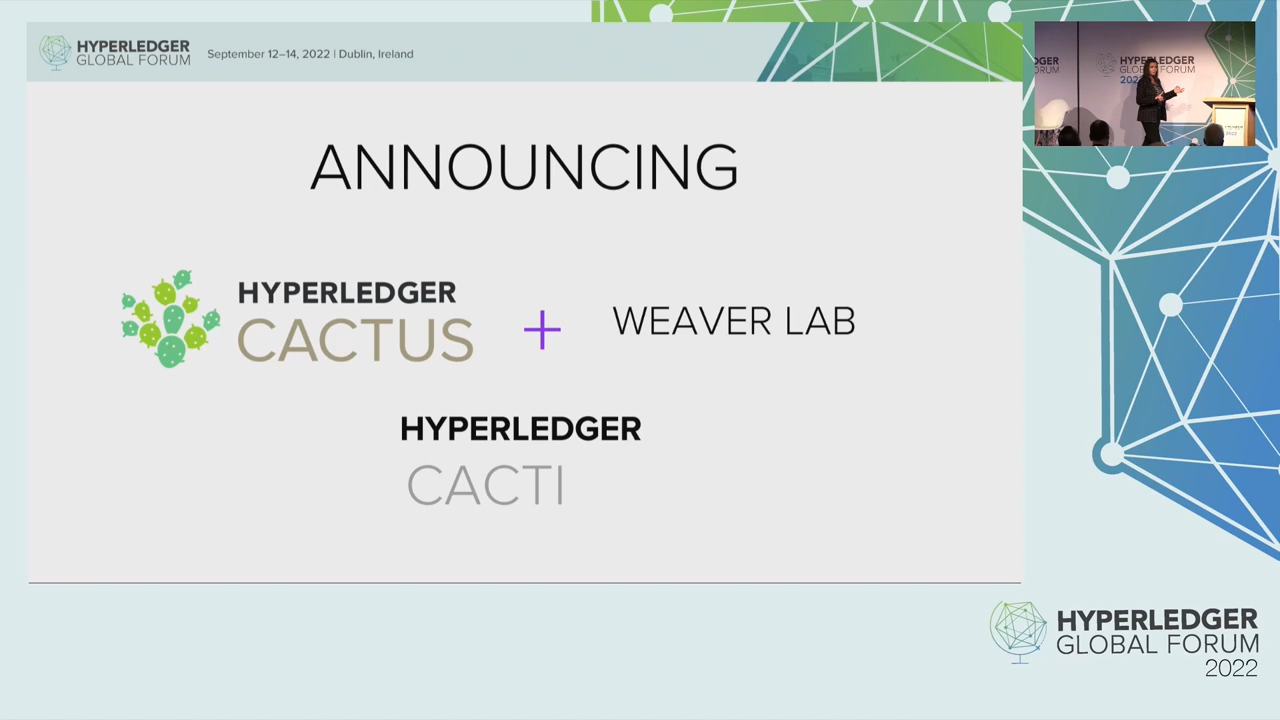 HYPERLEDGER
GLOBAL FORUM
September 12–14, 2022 | Dublin, Ireland
ANNOUNCING
HYPERLEDGER
CACTUS
+
WEAVER LAB
HYPERLEDGER
CACTI
HYPERLEDGER
GLOBAL FORUM
2022